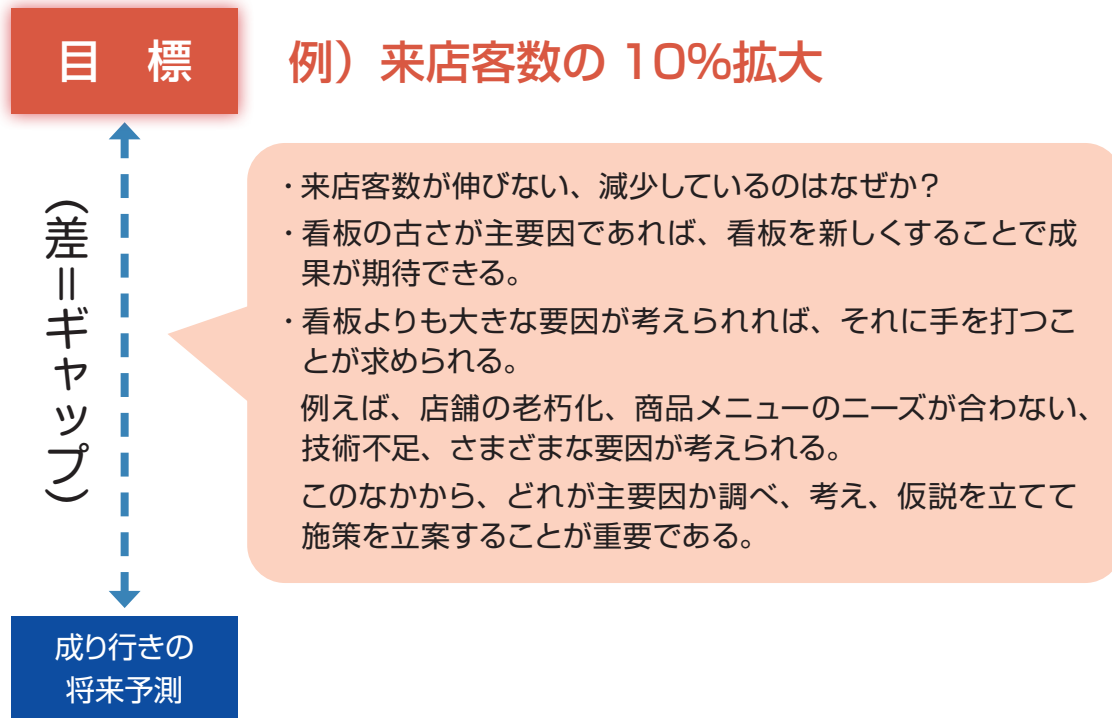 目 標
例）来店客数の 10%拡大
（差＝ギャップ）
・来店客数が伸びない、減少しているのはなぜか？
・看板の古さが主要因であれば、看板を新しくすることで成
果が期待できる。
・看板よりも大きな要因が考えられれば、それに手を打つこ
とが求められる。
例えば、店舗の老朽化、商品メニューのニーズが合わない、
技術不足、さまざまな要因が考えられる。
このなかから、どれが主要因か調べ、考え、仮説を立てて
施策を立案することが重要である。
成り行きの
将来予測